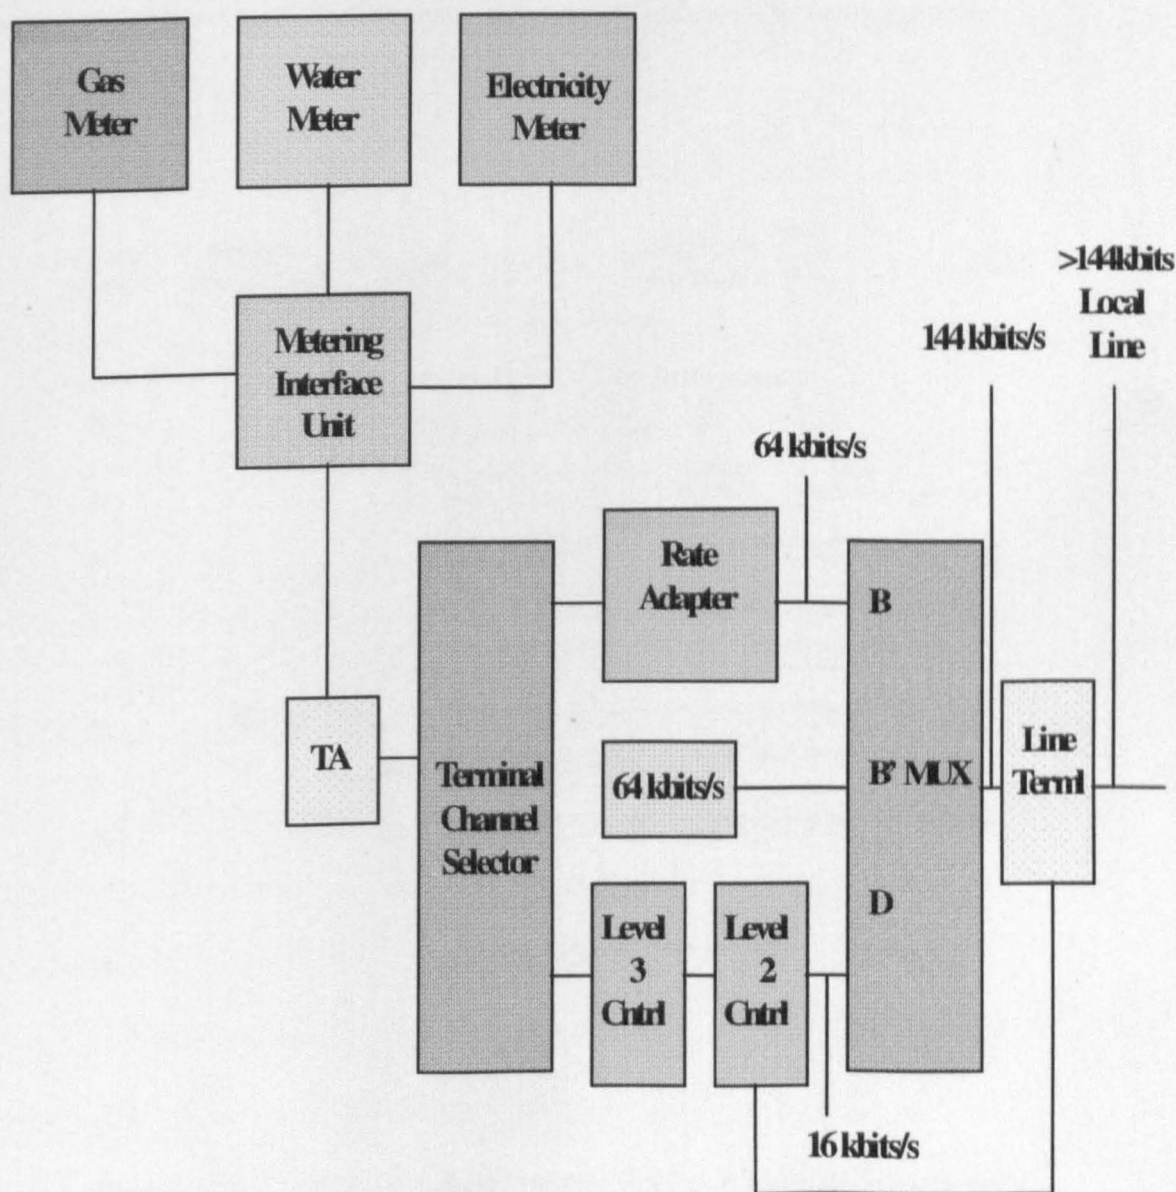 Gas
Meter
Water
Meter
Electricity
Meter
>144kbits
Local
Line
144 kbits/s
Metering
Interface
Unit
64 kbits/s
Rate
Adapter
B
TA
Terminal
Channel
Selector
64 kbits/s
B' MUX
Line
Terml
D
Level
3
Cntrl
Level
2
Cntrl
16 kbits/s